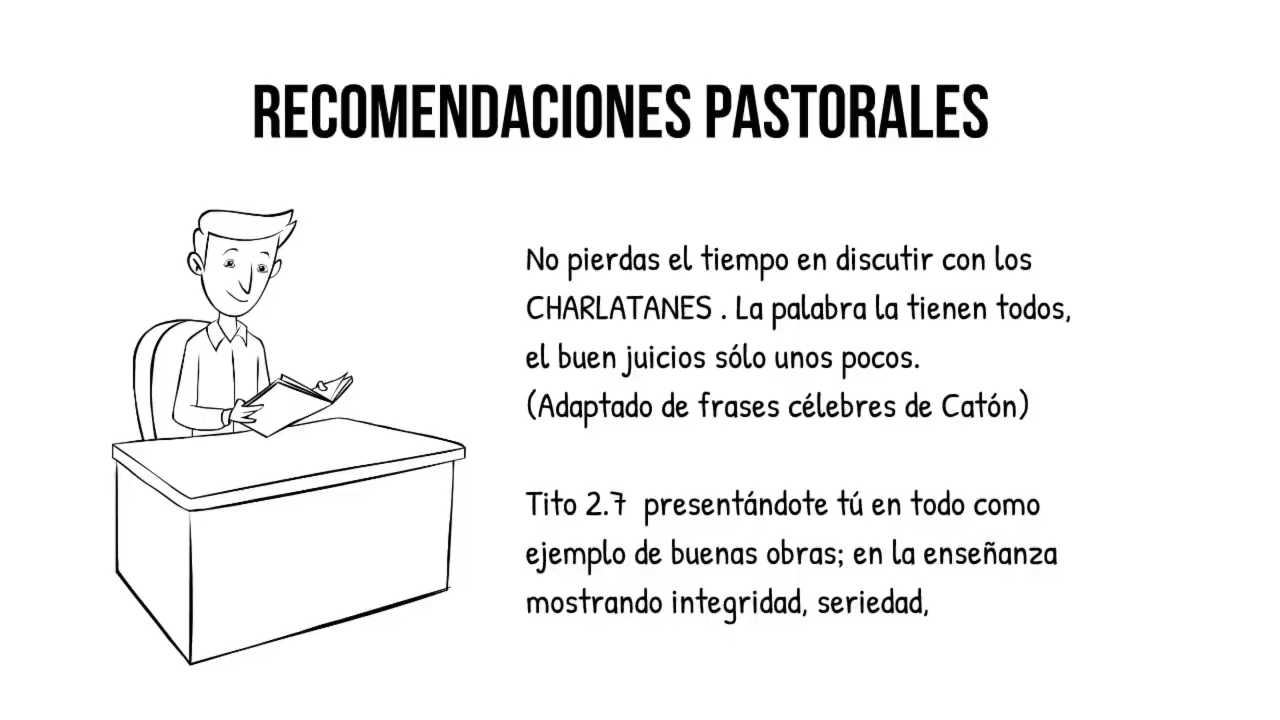 RECOMENDACIONES PASTORALES
No pierdas el tiempo en discutir con los
CHARLATANES . La palabra la tienen todos,
el buen juicios sólo unos pocos.
(Adaptado de frases célebres de Catón)
Tito 2.7 presentándote tú en todo como
ejemplo de buenas obras; en la enseñanza
mostrando integridad, seriedad,